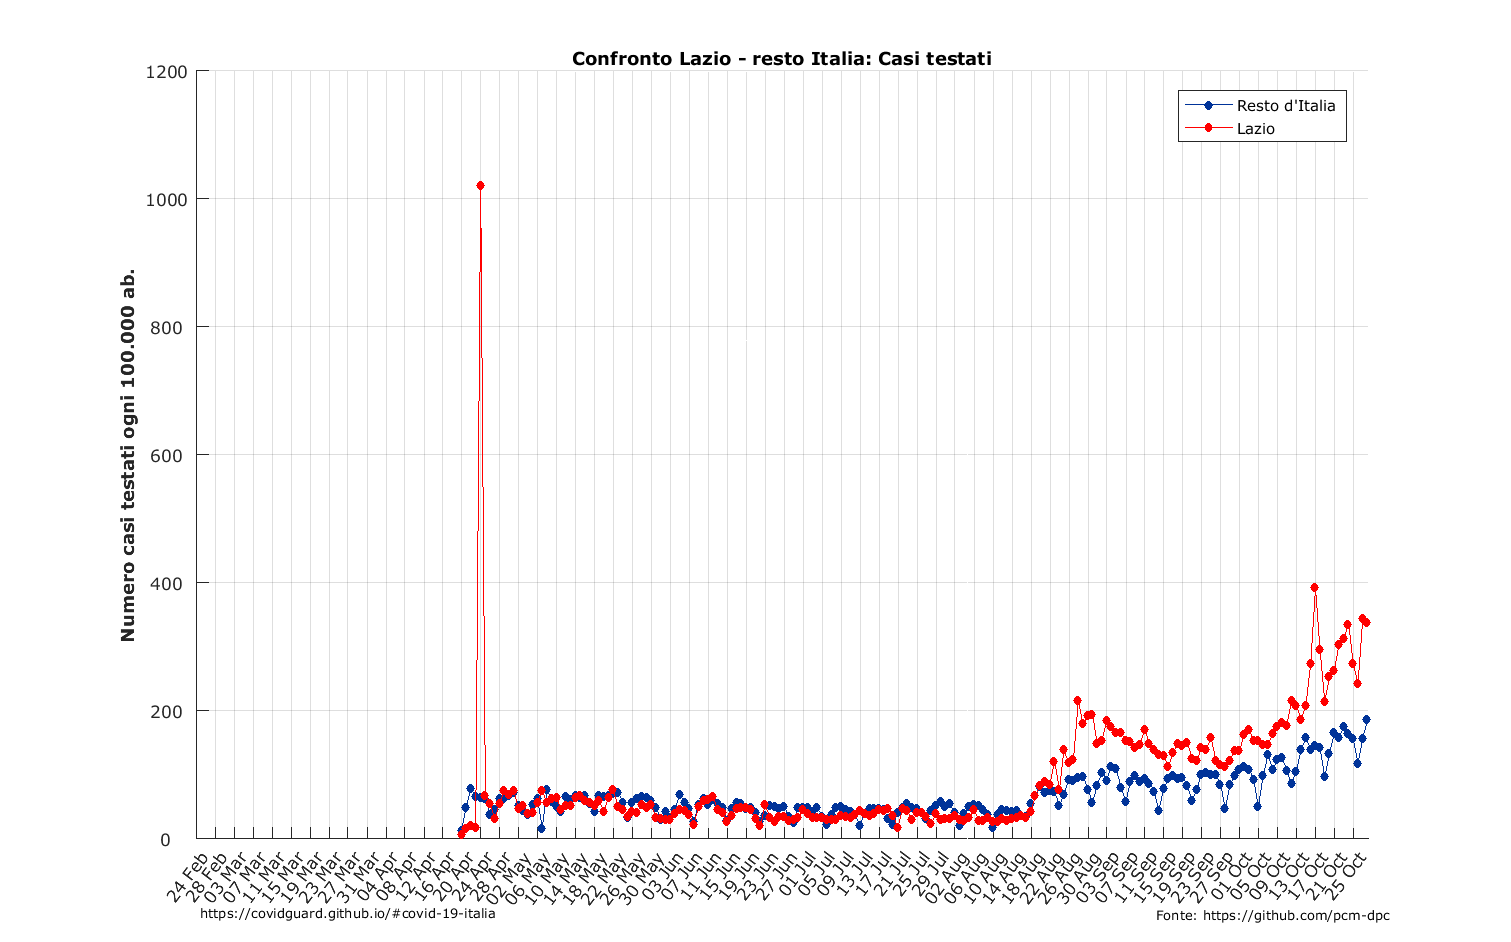 Confronto Lazio - resto Italia: Casi testati
Resto d'Italia
Lazio
Numero casi testati ogni 100.000 ab.
1200
1000
800
600
400
200
0
24 Feb
28 Feb
03 Mar
07 Mar
11 Mar
15 Mar
19 Mar
23 Mar
27 Mar
31 Mar
04 Apr
08 Apr
12 Apr
16 Apr
20 Apr
24 Apr
28 Apr
02 May
06 May
10 May
14 May
18 May
22 May
26 May
30 May
03 Jun
07 Jun
11 Jun
15 Jun
19 Jun
23 Jun
27 Jun
01 Jul
05 Jul
09 Jul
13 Jul
17 Jul
21 Jul
25 Jul
29 Jul
02 Aug
06 Aug
10 Aug
14 Aug
18 Aug
22 Aug
26 Aug
30 Aug
03 Sep
07 Sep
11 Sep
15 Sep
19 Sep
23 Sep
27 Sep
01 Oct
05 Oct
09 Oct
13 Oct
17 Oct
21 Oct
25 Oct
https://covidguard.github.io/#covid-19-italia
Fonte: https://github.com/pcm-dpc